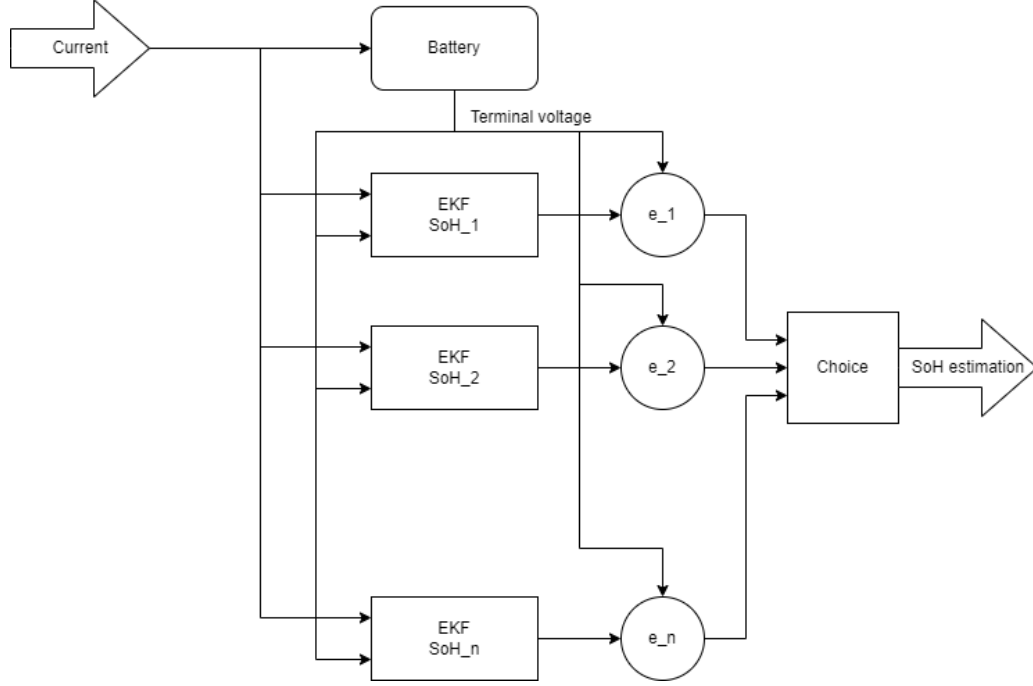 Current
Battery
Terminal voltage
EKF
SoH_1
e_1
EKF
SoH_2
e_2
Choice
SoH estimation
EKF
SoH_n
e_n